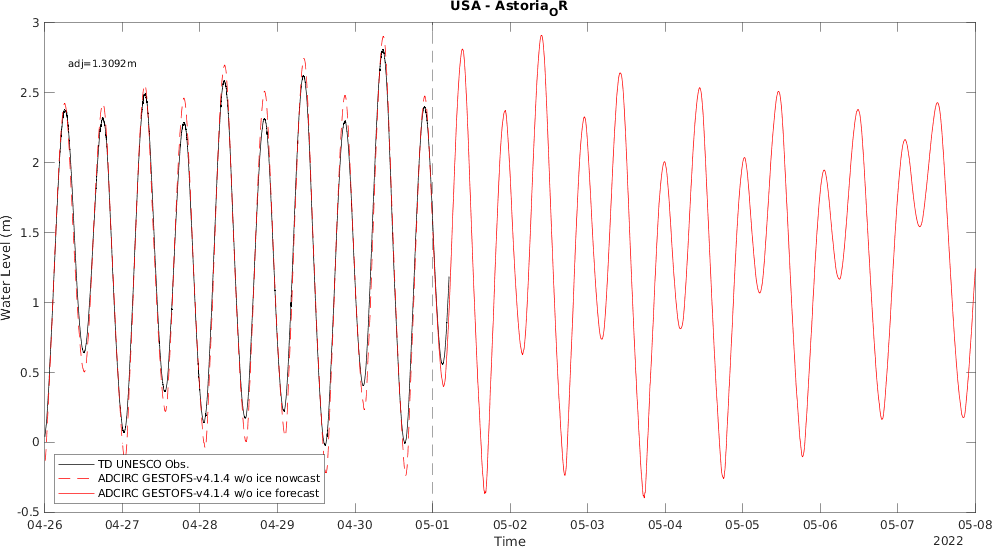 USA - AstoriaOR
adj=1.3092m
3
2.5
2
1.5
1
0.5
0
-0.5
Water Level (m)
TD UNESCO Obs.
ADCIRC GESTOFS-v4.1.4 w/o ice nowcast
ADCIRC GESTOFS-v4.1.4 w/o ice forecast
04-26 04-27 04-28 04-29 04-30 05-01 05-02 05-03 05-04 05-05 05-06 05-07 05-08
Time
2022